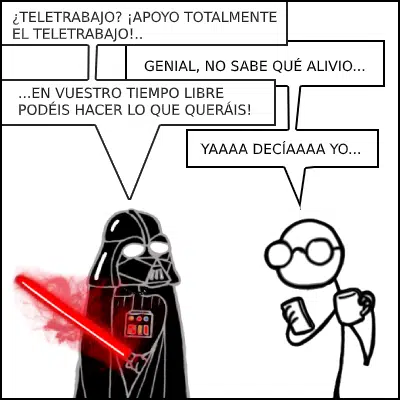 ¿TELETRABAJO? ¡APOYO TOTALMENTE
EL TELETRABAJO!..
GENIAL, NO SABE QUÉ ALIVIO...
...EN VUESTRO TIEMPO LIBRE
PODÉIS HACER LO QUE QUERÁIS!
YAAAA DECÍAAAA YO...